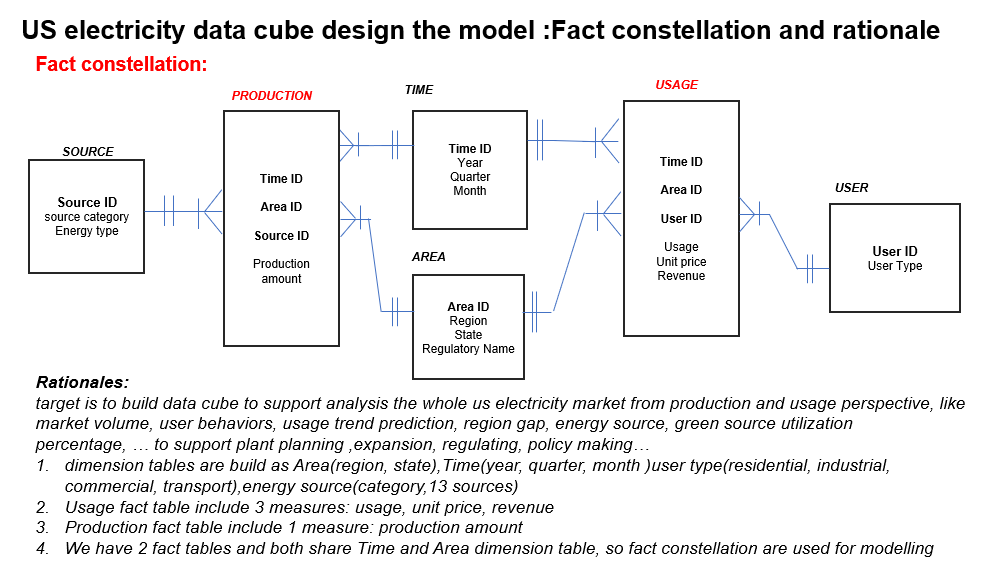 US electricity data cube design the model :Fact constellation and rationale
Fact constellation:
SOURCE
Source ID
source category
Energy type
PRODUCTION
Time ID
Area ID
Source ID
Production
amount
TIME
Time ID
Year
Quarter
Month
AREA
Area ID
Region
State
Regulatory Name
USAGE
Time ID
Area ID
User ID
Usage
Unit price
Revenue
USER
User ID
User Type
Rationales:
target is to build data cube to support analysis the whole us electricity market from production and usage perspective, like
market volume, user behaviors, usage trend prediction, region gap, energy source, green source utilization
percentage, … to support plant planning ,expansion, regulating, policy making…
1. dimension tables are build as Area(region, state),Time(year, quarter, month )user type(residential, industrial,
commercial, transport),energy source(category,13 sources)
2. Usage fact table include 3 measures: usage, unit price, revenue
3. Production fact table include 1 measure: production amount
4. We have 2 fact tables and both share Time and Area dimension table, so fact constellation are used for modelling